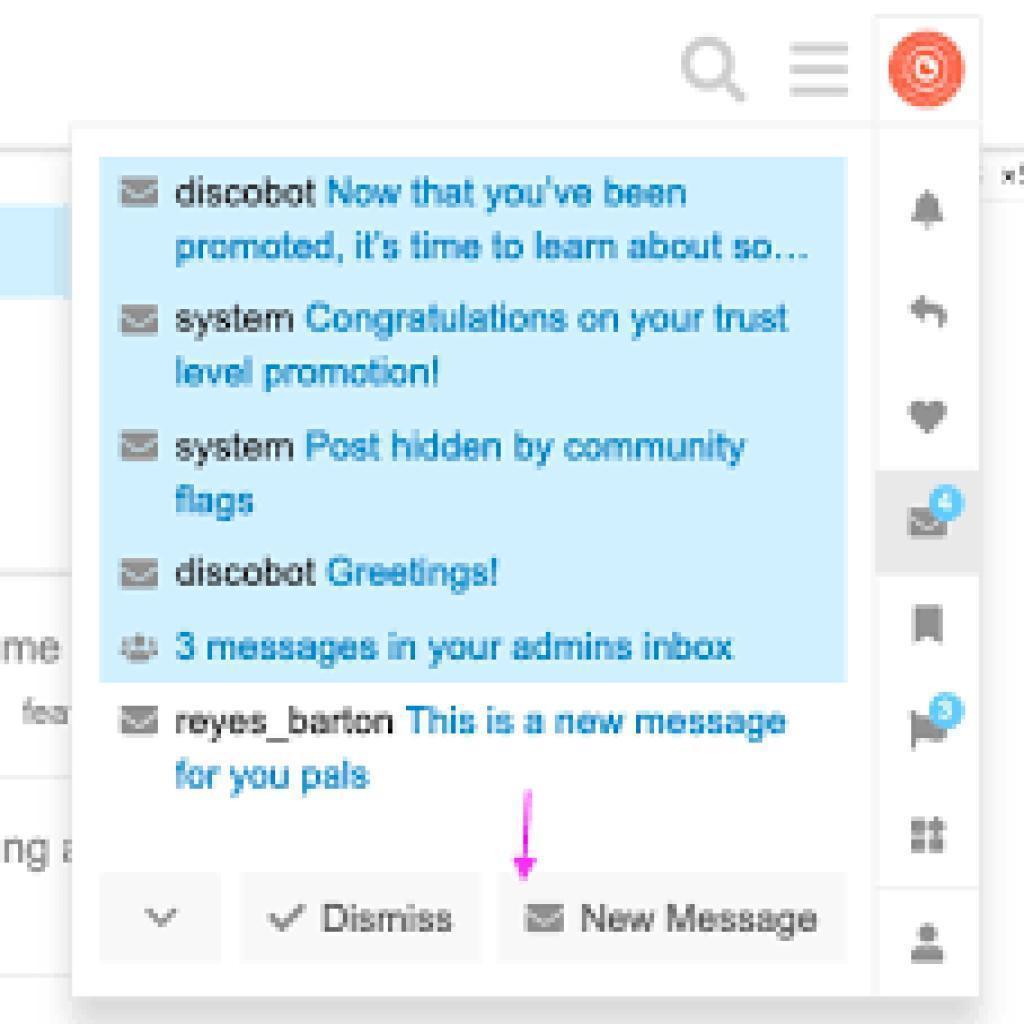 discobot Now that you've been
promoted, it's time to learn about so...
system Congratulations on your trust
level promotion!
system Post hidden by community
flags
4
discobot Greetings!
3 messages in your admins inbox
me
reyes_barton This is a new message
3
fea
for you pals
ng a
Dismiss
New Message